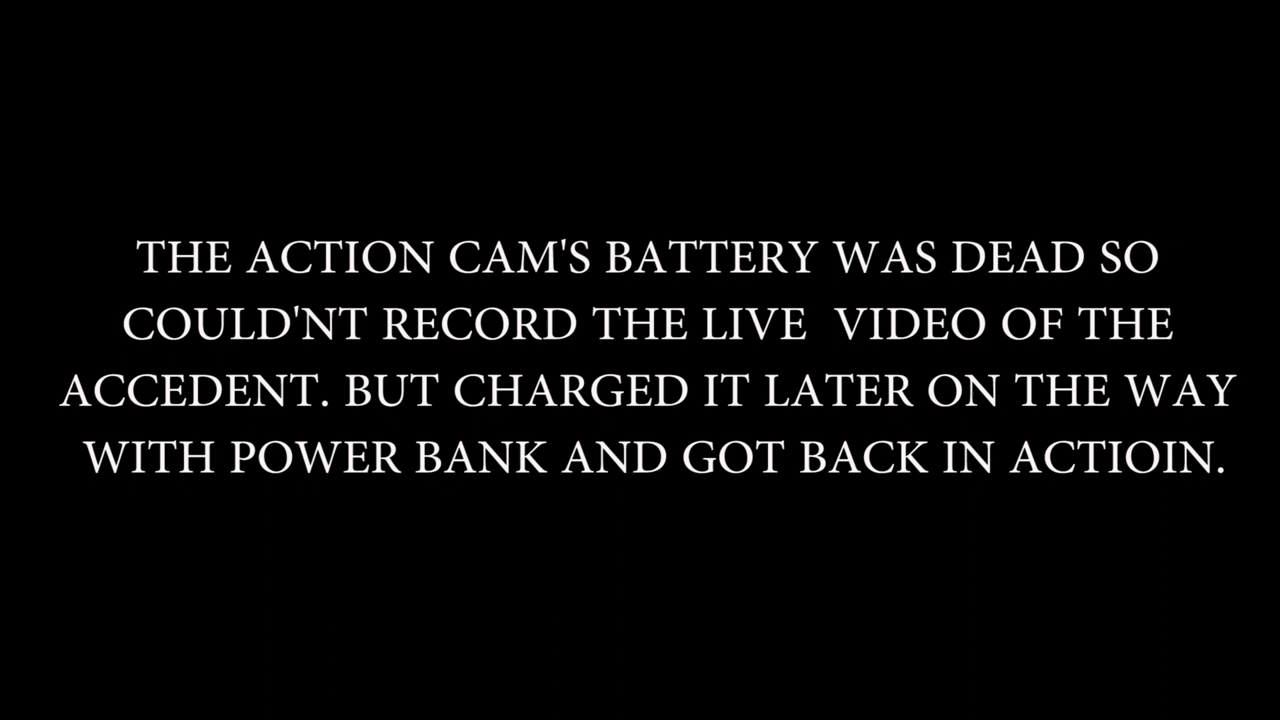 THE ACTION CAM'S BATTERY WAS DEAD SO
COULD'NT RECORD THE LIVE  VIDEO OF THE
ACCEDENT. BUT CHARGED IT LATER ON THE WAY
WITH POWER BANK AND GOT BACK IN ACTIOIN.